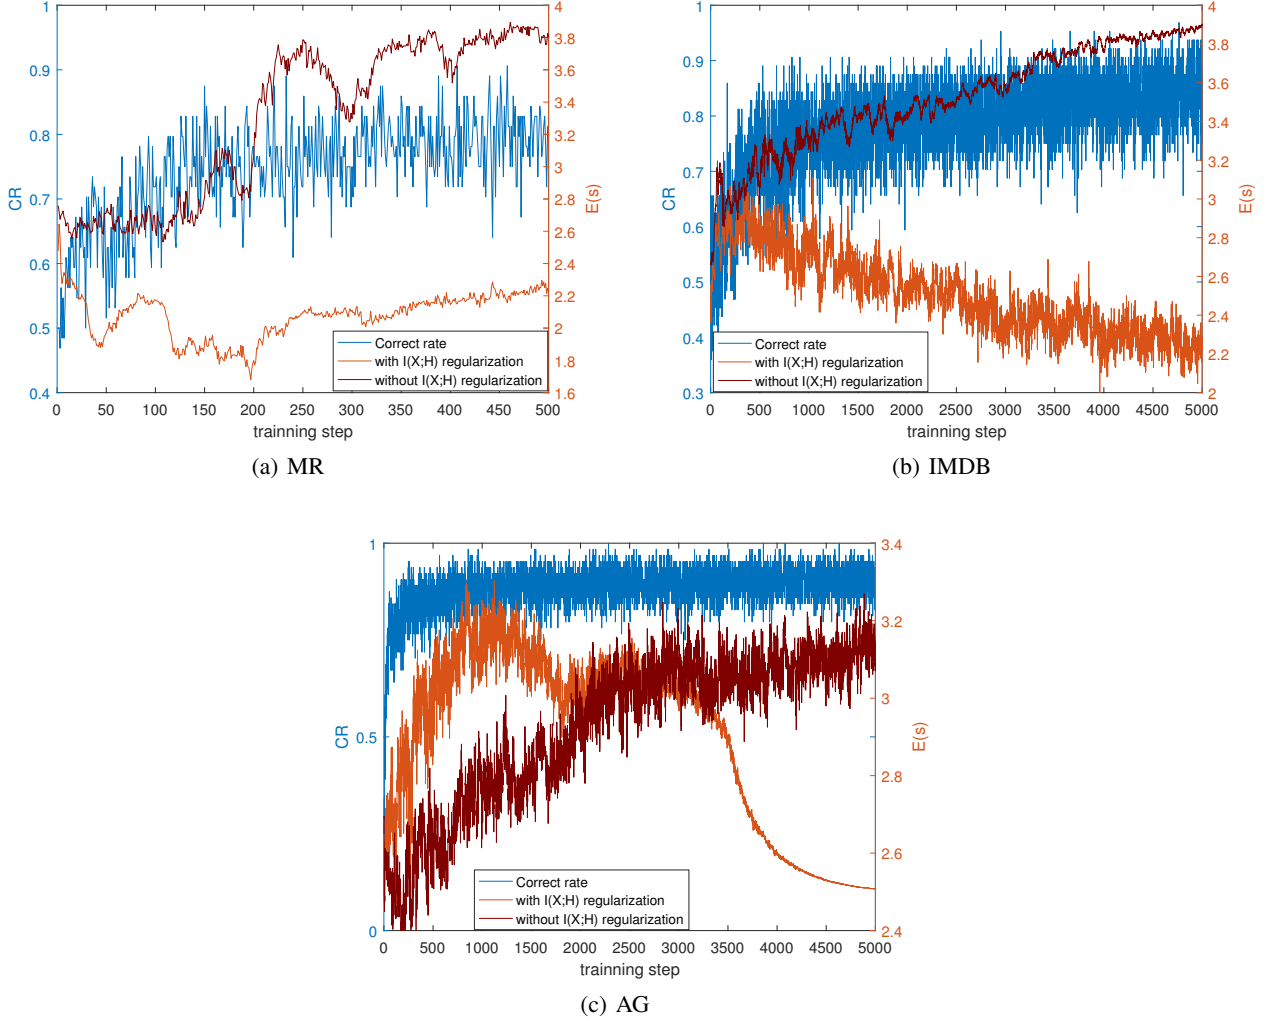 1
0.9
0.8
0.7
0.6
0.5
0.4
CR
4
3.8
3.6
3.4
3.2
3
2.8
2.6
2.4
2.2
2
1.8
1.6
E(s)
Correct rate
with I(X;H) regularization
without I(X;H) regularization
0 50 100 150 200 250 300 350 400 450 500
trainning step
(a) MR
1
0.9
0.8
0.7
0.6
0.5
0.4
0.3
CR
4
3.8
3.6
3.4
3.2
3
2.8
2.6
2.4
2.2
2
E(s)
Correct rate
with I(X;H) regularization
without I(X;H) regularization
0 500 1000 1500 2000 2500 3000 3500 4000 4500 5000
trainning step
(b) IMDB
1
0.5
0
CR
3.4
3.2
3
2.8
2.6
2.4
E(s)
Correct rate
with I(X;H) regularization
without I(X;H) regularization
0 500 1000 1500 2000 2500 3000 3500 4000 4500 5000
trainning step
(c) AG